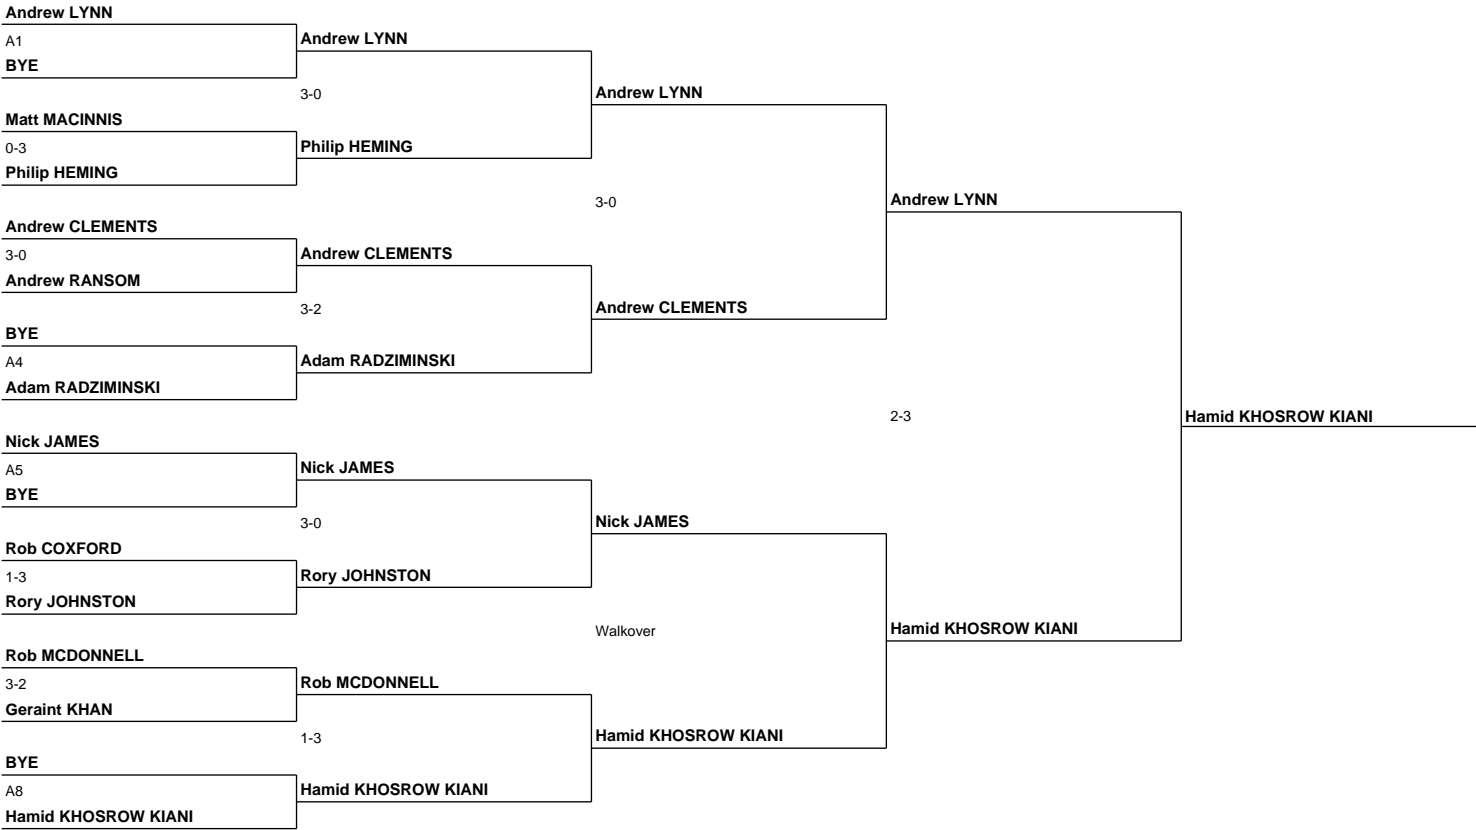 Andrew LYNN
A1
BYE
Matt MACINNIS
0-3
Philip HEMING
Andrew CLEMENTS
3-0
Andrew RANSOM
BYE
A4
Adam RADZIMINSKI
Nick JAMES
A5
BYE
Rob COXFORD
1-3
Rory JOHNSTON
Rob MCDONNELL
3-2
Geraint KHAN
BYE
A8
Hamid KHOSROW KIANI
Andrew LYNN
3-0
Philip HEMING
Andrew CLEMENTS
3-2
Adam RADZIMINSKI
Nick JAMES
3-0
Rory JOHNSTON
Rob MCDONNELL
1-3
Hamid KHOSROW KIANI
Andrew LYNN
3-0
Andrew CLEMENTS
Nick JAMES
Walkover
Hamid KHOSROW KIANI
Andrew LYNN
2-3
Hamid KHOSROW KIANI
Hamid KHOSROW KIANI